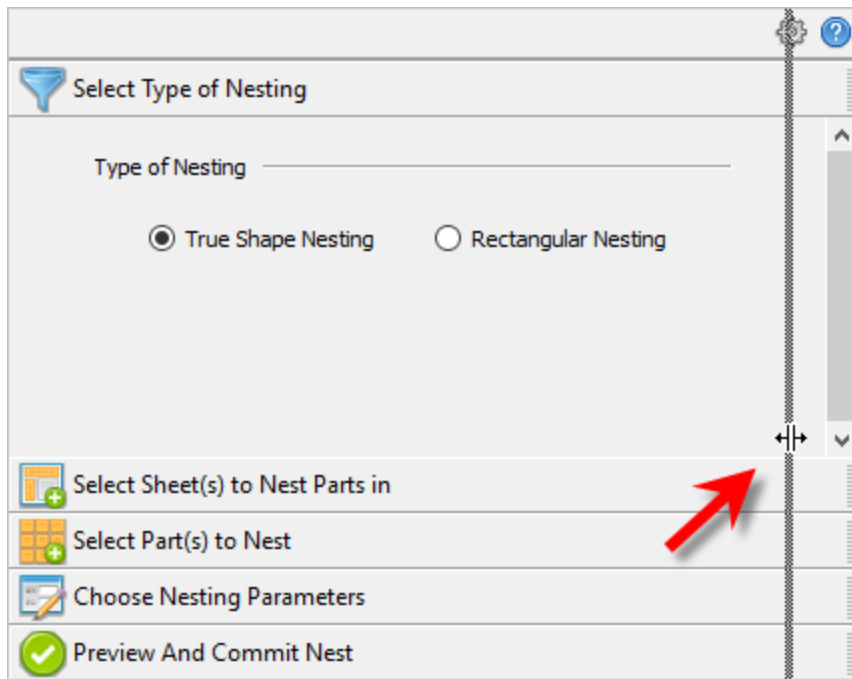 ?
Select Type of Nesting
Type of Nesting
True Shape Nesting Rectangular Nesting
Select Sheet(s) to Nest Parts in
Select Part(s) to Nest
Choose Nesting Parameters
Preview And Commit Nest